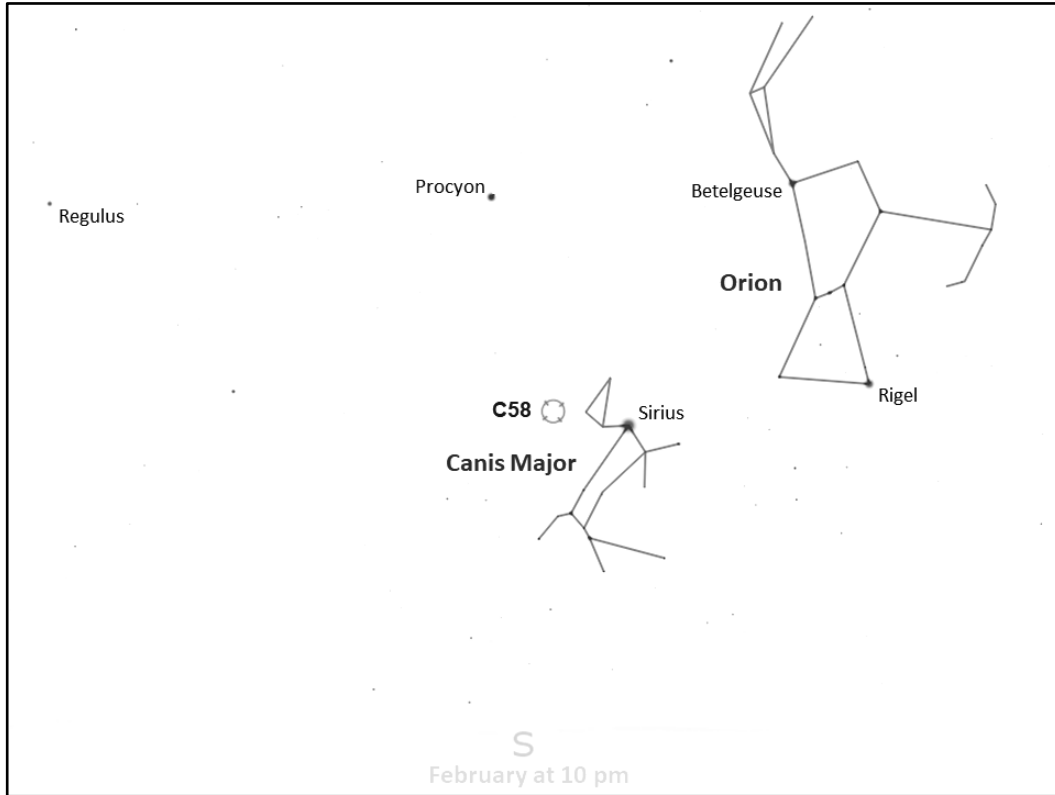 Procyon
Betelgeuse
Regulus
Orion
Rigel
C58
Sirius
Canis Major
S
February at 10 pm